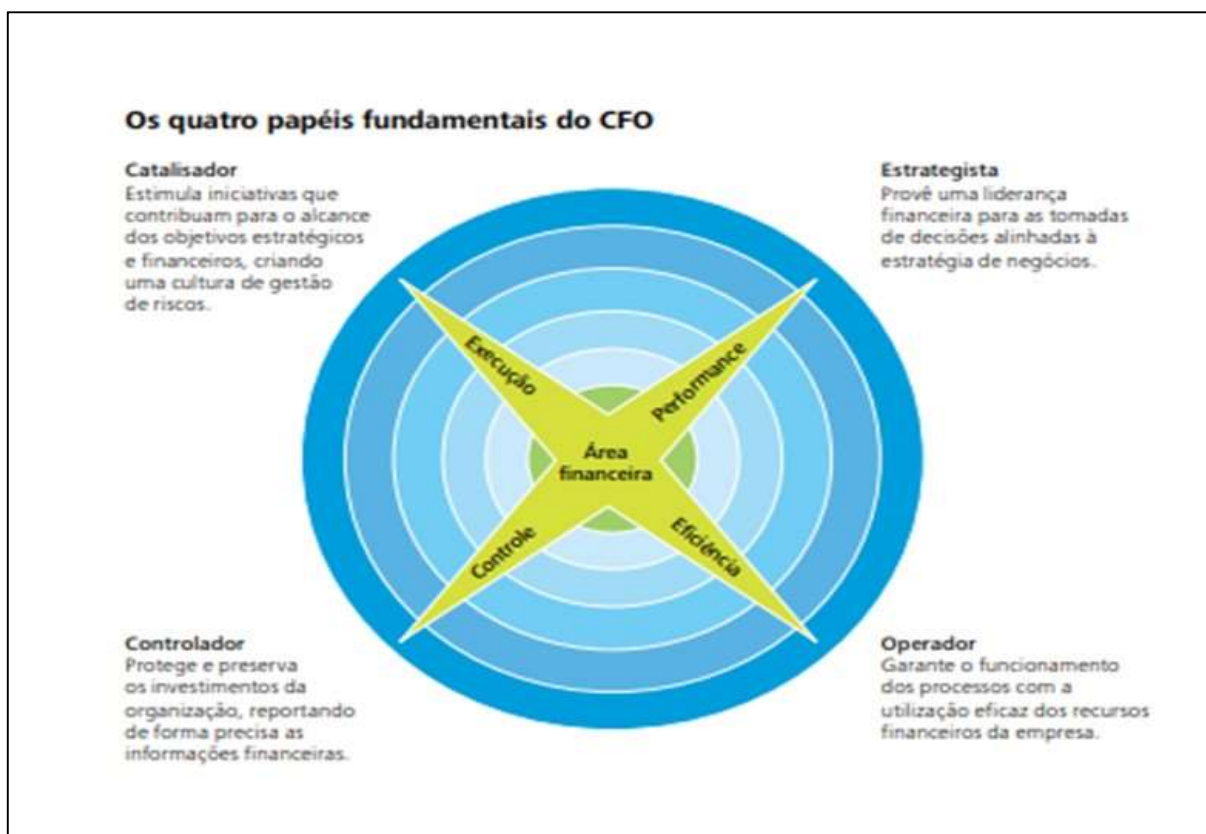 Os quatro papéis fundamentais do CFO
Catalisador
Estimula iniciativas que
contribuam para o alcance
dos objetivos estratégicos
e financeiros, criando
uma cultura de gestão
de riscos.
Estrategista
Provê uma liderança
financeira para as tomadas
de decisões alinhadas à
estratégia de negócios.
Execução
Performance
Área
financeira
Controle
Eficiência
Controlador
Protege e preserva
os investimentos da
organização, reportando
de forma precisa as
informações financeiras.
Operador
Garante o funcionamento
dos processos com a
utilização eficaz dos recursos
financeiros da empresa.